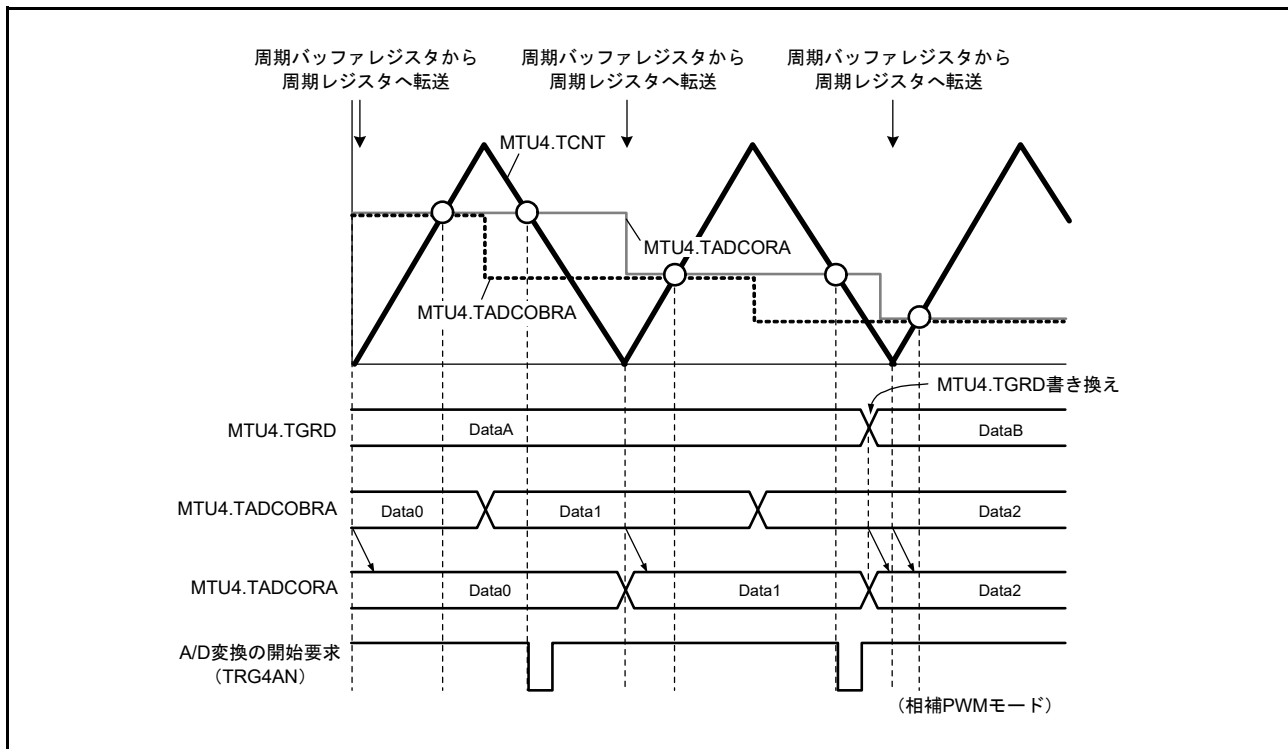 周期バッファレジスタから
周期レジスタへ転送
周期バッファレジスタから
周期レジスタへ転送
周期バッファレジスタから
周期レジスタへ転送
MTU4.TCNT
MTU4.TADCORA
MTU4.TADCOBRA
MTU4.TGRD書き換え
MTU4.TGRD
DataA
DataB
MTU4.TADCOBRA
Data0
Data1
Data2
MTU4.TADCORA
Data0
Data1
Data2
A/D変換の開始要求
（TRG4AN）
（相補PWMモード）